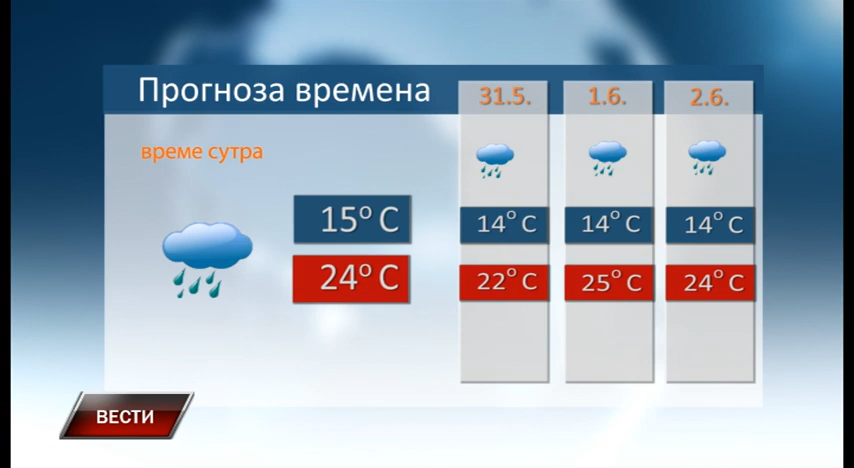 Прогноза времена
време сутра
15° C
24° C
31.5.
14° C
22° C
1.6.
14° C
25° C
2.6.
14° C
24° C
ВЕСТИ